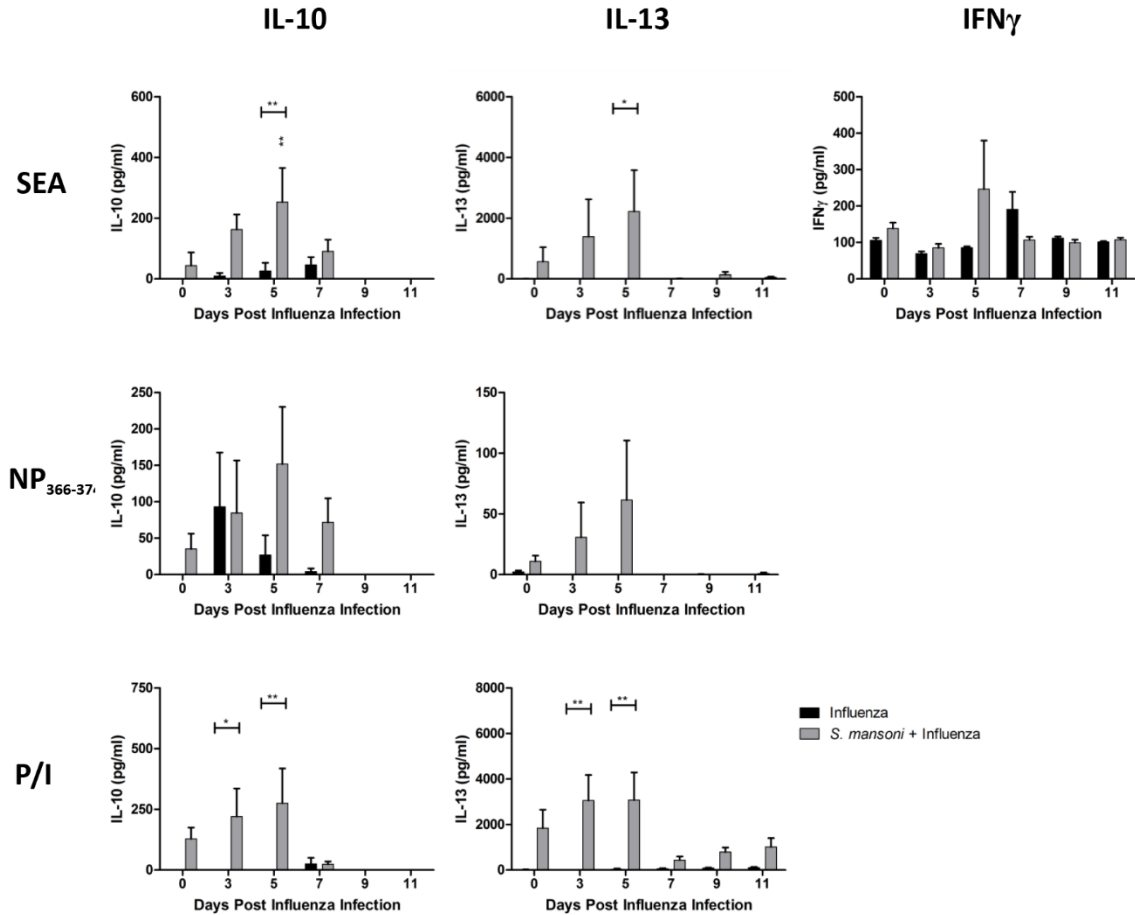 IL-10 IL-13 IFNγ
SEA
IL-10 (pg/ml)
600
400
200
0
**
**
0 3 5 7 9 11
Days Post Influenza Infection
IL-13 (pg/ml)
6000
4000
2000
0
*
0 3 5 7 9 11
Days Post Influenza Infection
IFNγ (pg/ml)
500
400
300
200
100
0
0 3 5 7 9 11
Days Post Influenza Infection
NP366-37
IL-10 (pg/ml)
250
200
150
100
50
0
0 3 5 7 9 11
Days Post Influenza Infection
IL-13 (pg/ml)
150
100
50
0
0 3 5 7 9 11
Days Post Influenza Infection
P/I
IL-10 (pg/ml)
750
500
250
0
*
**
0 3 5 7 9 11
Days Post Influenza Infection
IL-13 (pg/ml)
8000
6000
4000
2000
0
**
**
0 3 5 7 9 11
Days Post Influenza Infection
Influenza
S. mansoni + Influenza